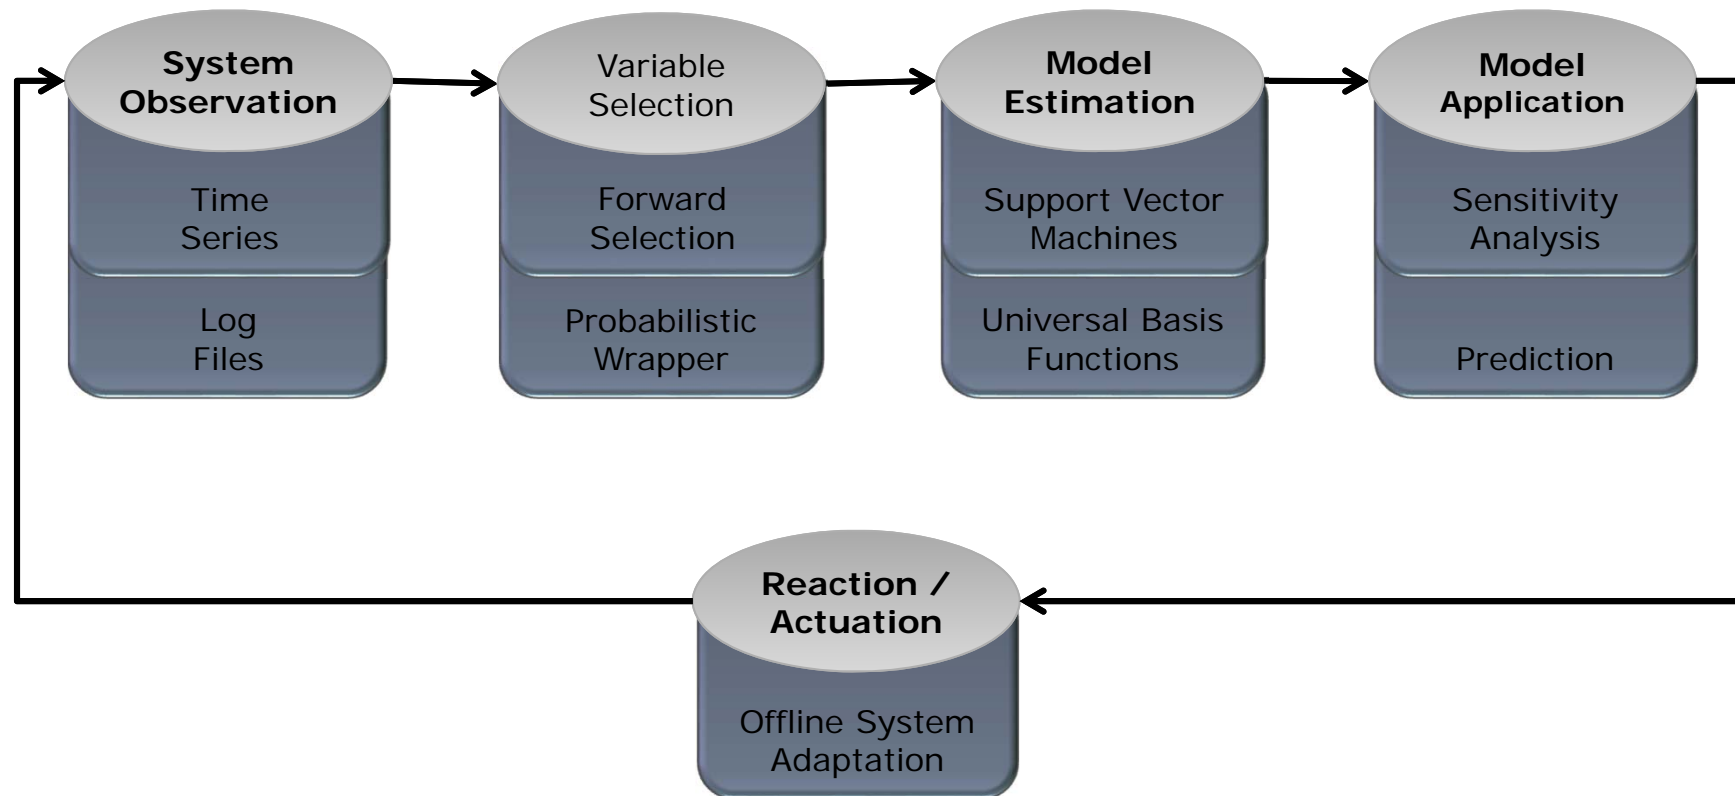 System
Observation
Time
Series
Log
Files
Variable
Selection
Forward
Selection
Probabilistic
Wrapper
Model
Estimation
Support Vector
Machines
Universal Basis
Functions
Model
Application
Sensitivity
Analysis
Prediction
Reaction /
Actuation
Offline System
Adaptation